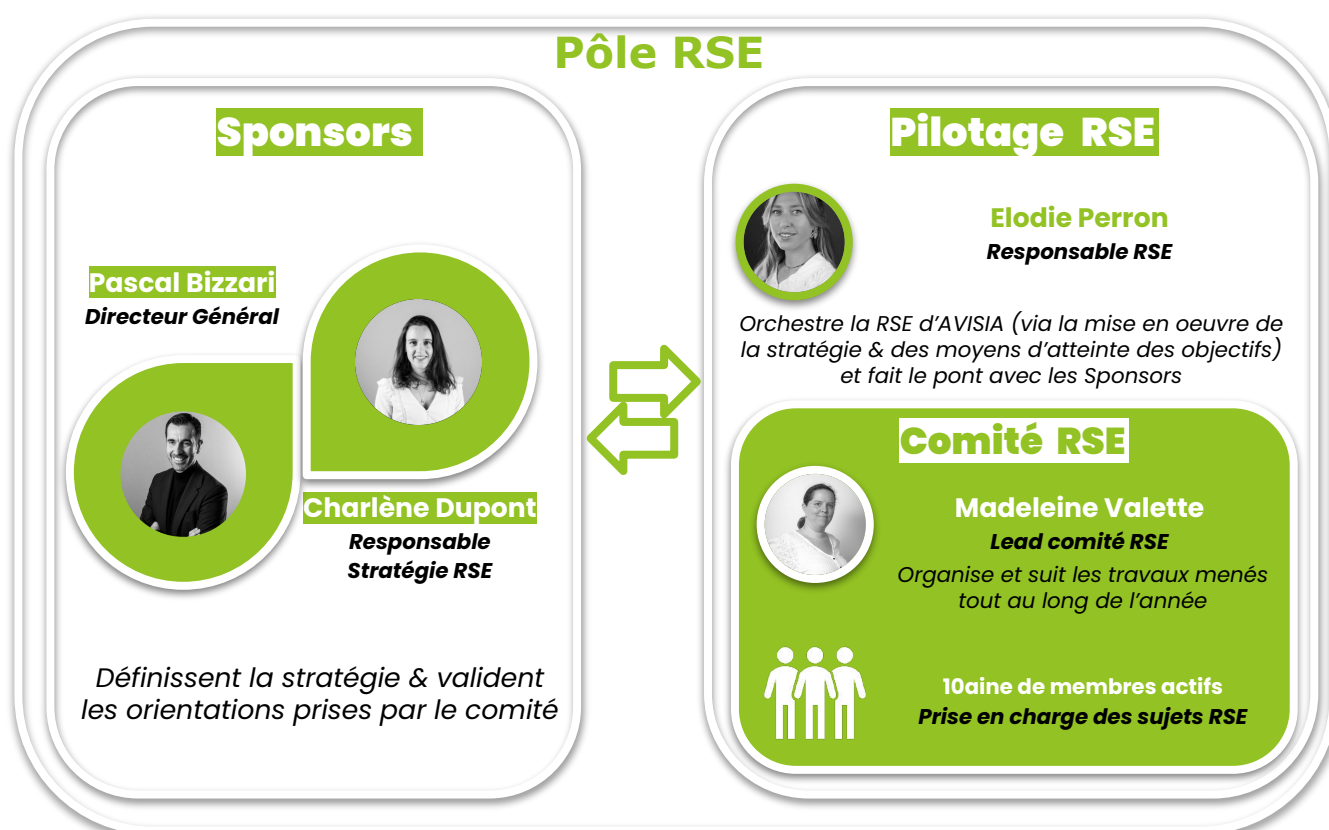 Pôle RSE
Sponsors
Pascal Bizzari
Directeur Général
Charlène Dupont
Responsable
Stratégie RSE
Définissent la stratégie & valident
les orientations prises par le comité
Pilotage RSE
Elodie Perron
Responsable RSE
Orchestre la RSE d’AVISIA (via la mise en oeuvre de
la stratégie & des moyens d’atteinte des objectifs)
et fait le pont avec les Sponsors
Comité RSE
Madeleine Valette
Lead comité RSE
Organise et suit les travaux menés
tout au long de l’année
10aine de membres actifs
Prise en charge des sujets RSE